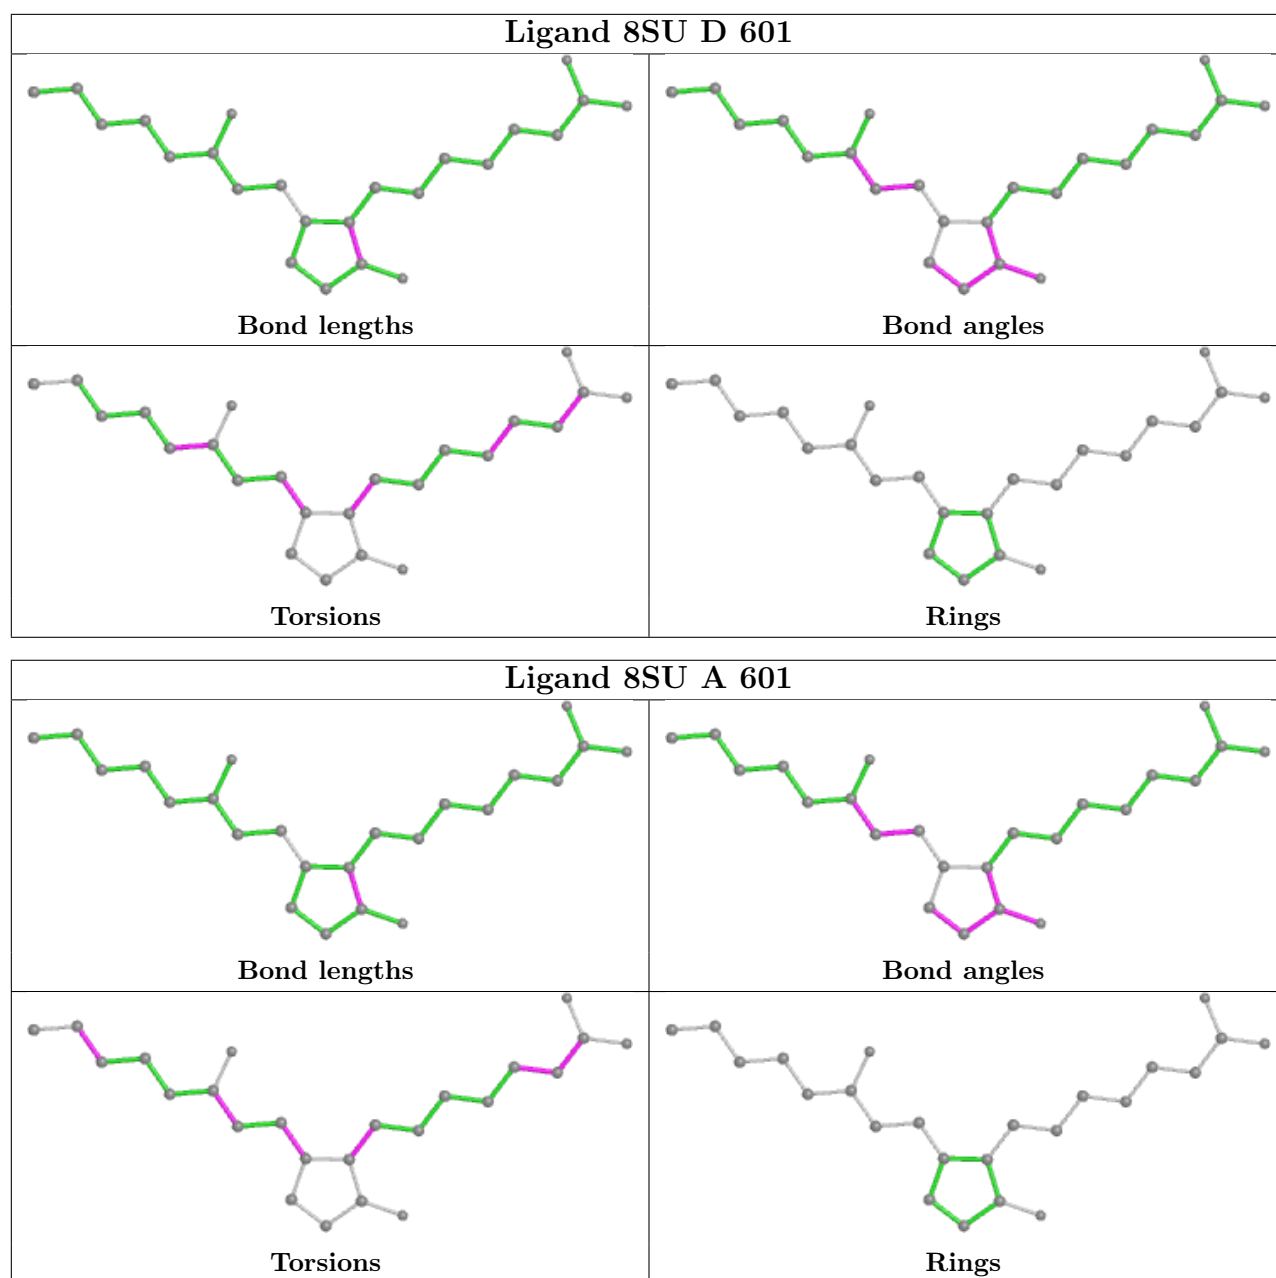 Ligand 8SU D 601
Bond lengths
Bond angles
Torsions
Rings
Ligand 8SU A 601
Bond lengths
Bond angles
Torsions
Rings